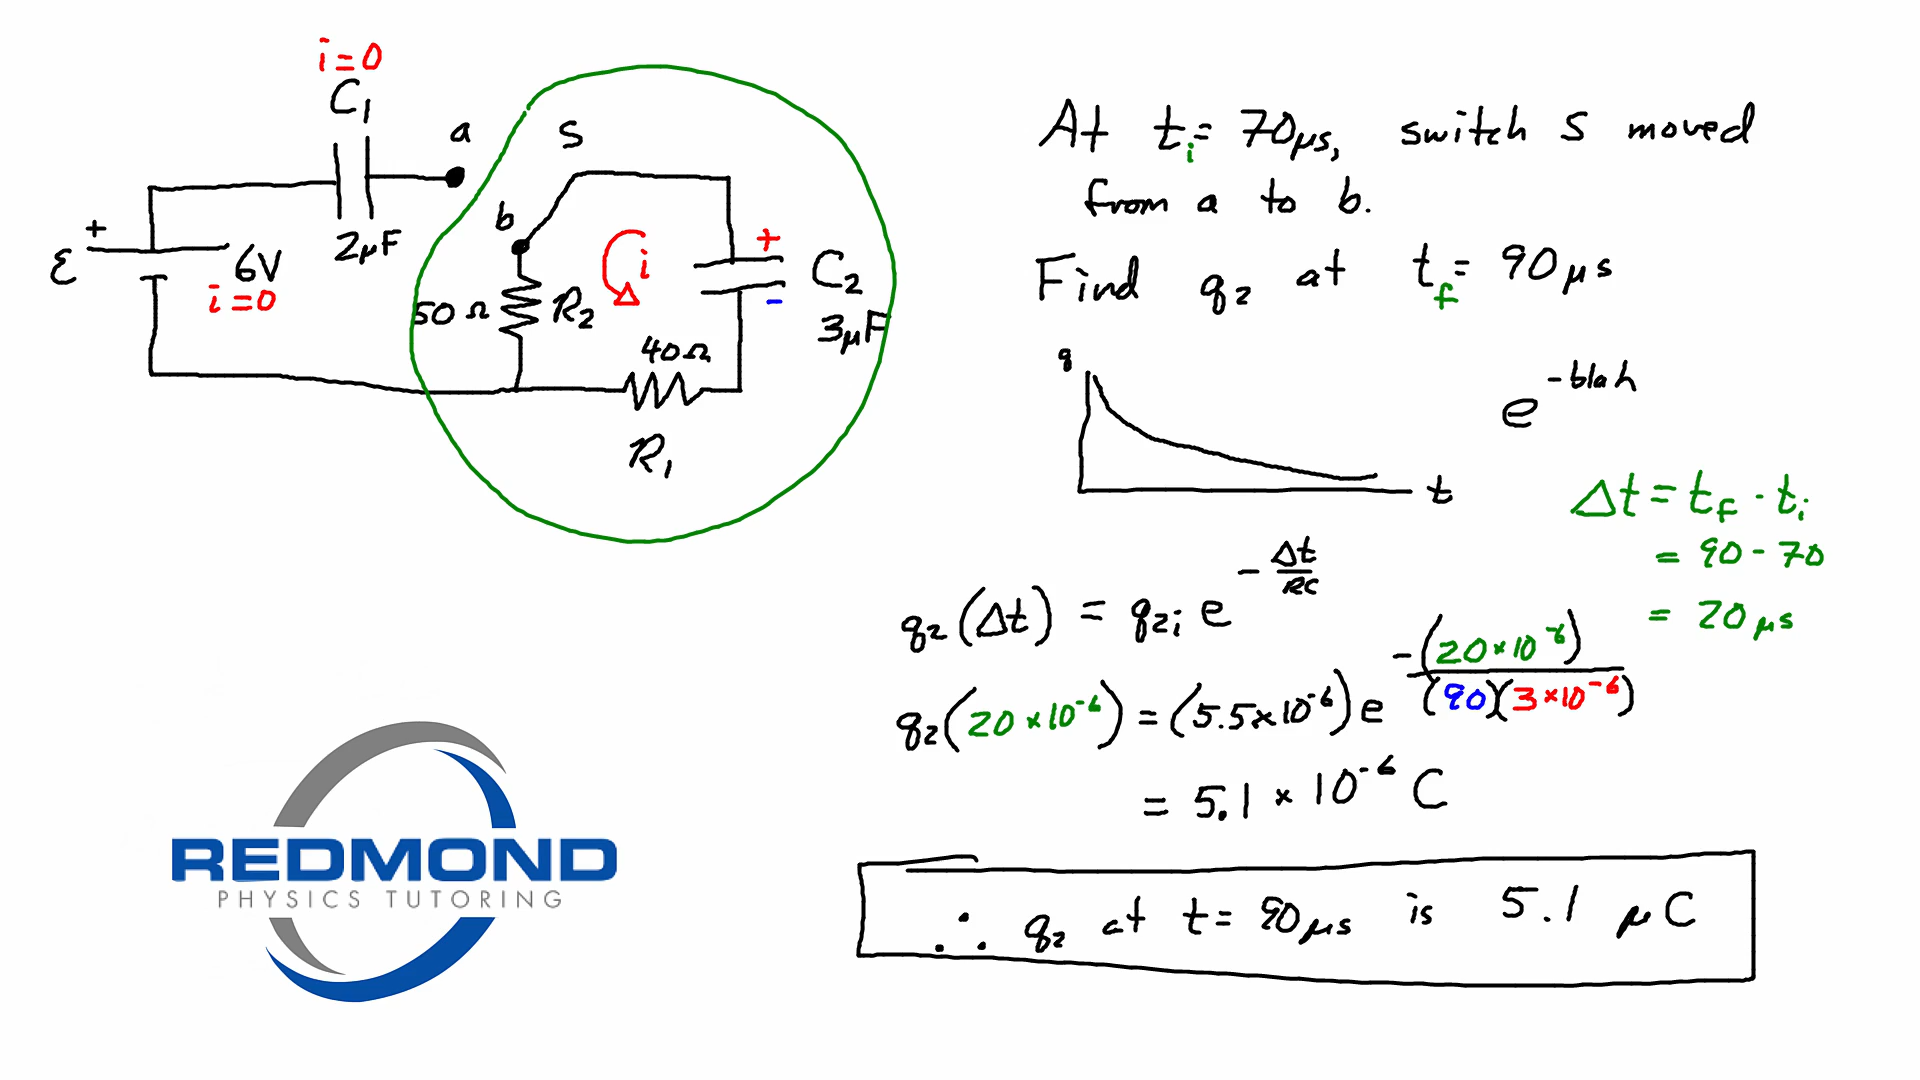 i = 0
C₁
a
S
b
+
ε
6V
i = 0
2μF
50Ω
R₂
i
+
-
C₂
3μF
40Ω
R₁
At tᵢ = 70μs, switch S moved
from a to b.
Find q₂ at t_f = 90μs
q
t
e^(-blah)
Δt = t_f - tᵢ
= 90 - 70
= 20μs
q₂(Δt) = q₂ᵢ e^(-Δt/RC)
q₂(20×10⁻⁶) = (5.5×10⁻⁶) e^(-(20×10⁻⁶)/(90)(3×10⁻⁶))
= 5.1 × 10⁻⁶ C
∴ q₂ at t = 90μs is 5.1 μC
REDMOND
PHYSICS TUTORING